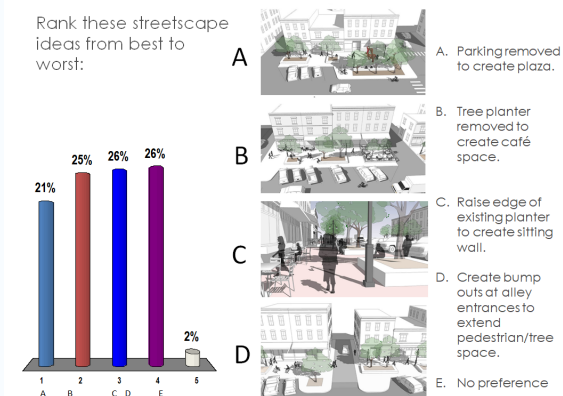 Rank these streetscape
ideas from best to
worst:
21%
25%
26%
26%
2%
1
2
3
4
5
A
B
C
D
E
A
B
C
D
A. Parking removed
to create plaza.
B. Tree planter
removed to
create café
space.
C. Raise edge of
existing planter
to create sitting
wall.
D. Create bump
outs at alley
entrances to
extend
pedestrian/tree
space.
E. No preference